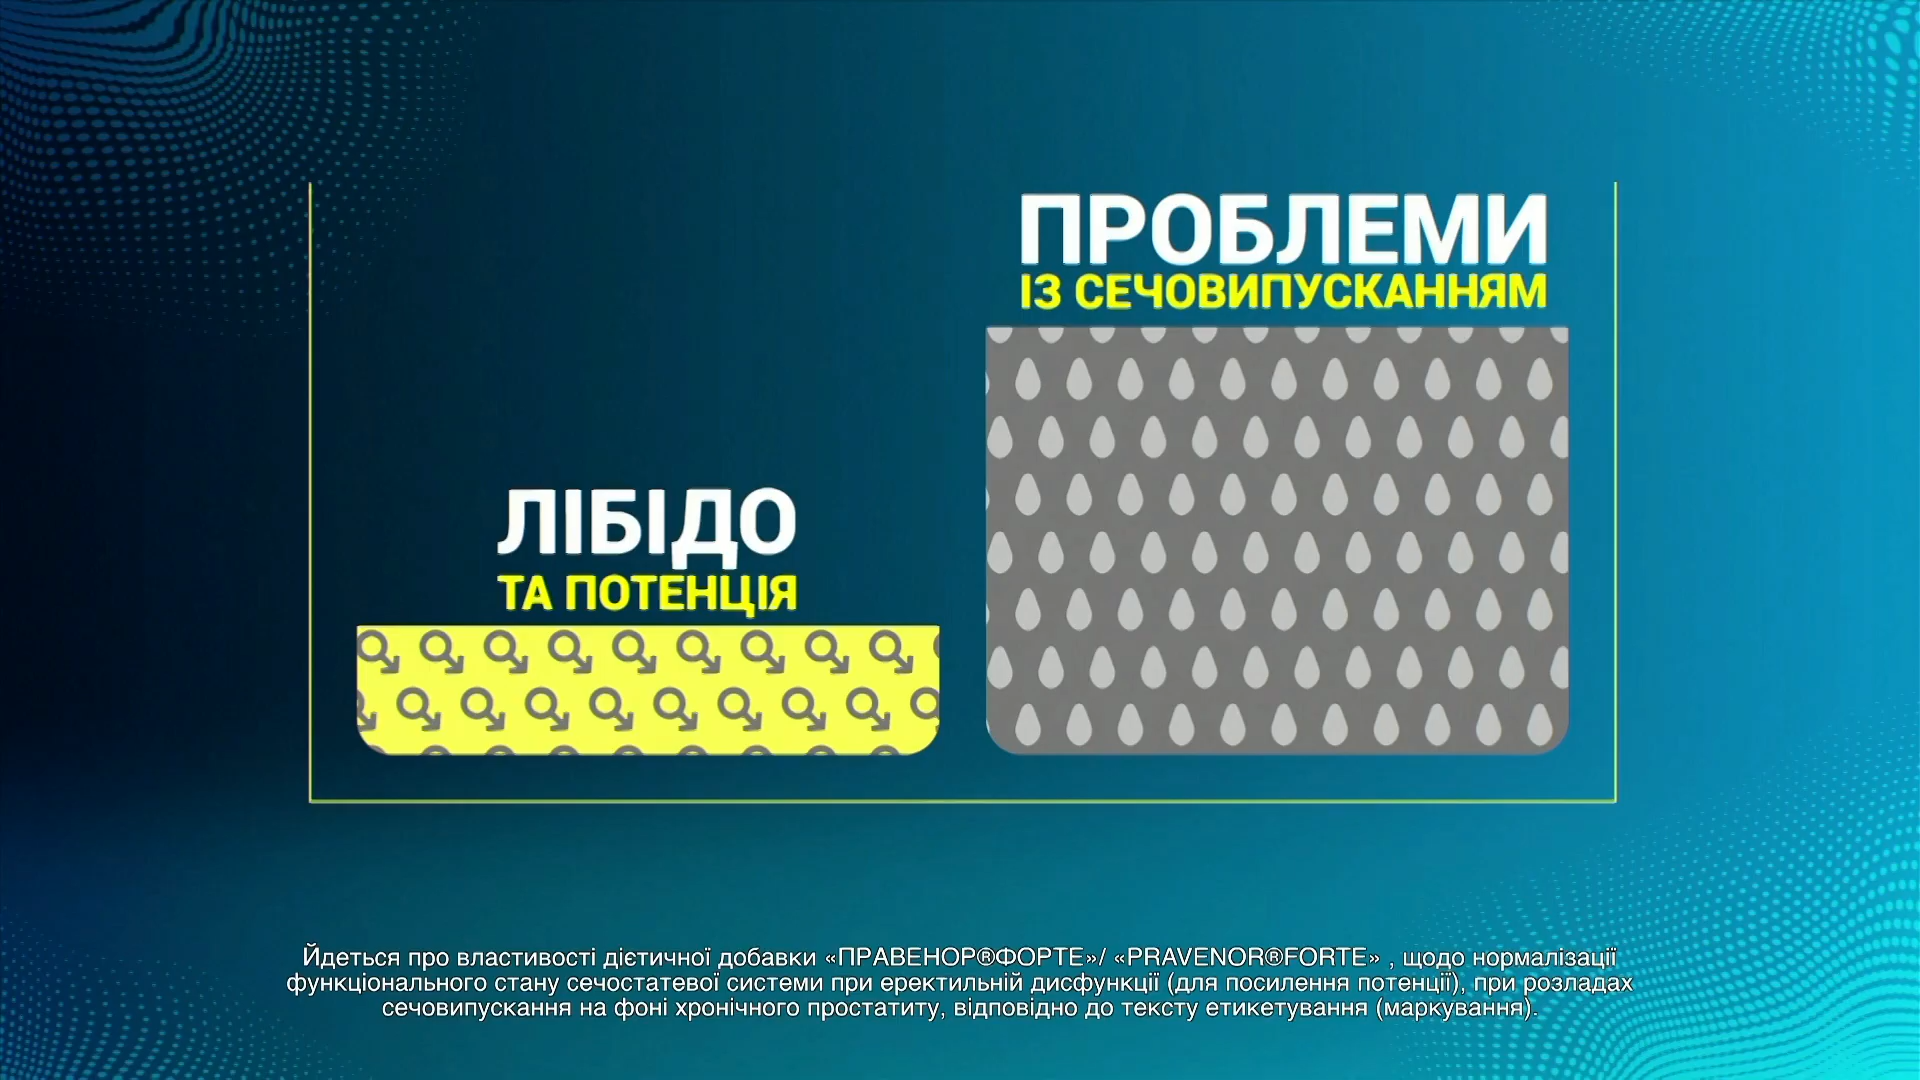 ПРОБЛЕМИ
ІЗ СЕЧОВИПУСКАННЯМ
ЛІБІДО
ТА ПОТЕНЦІЯ
Йдеться про властивості дієтичної добавки «ПРАВЕНОР®ФОРТЕ»/ «PRAVENOR®FORTE» , щодо нормалізації
функціонального стану сечостатевої системи при еректильній дисфункції (для посилення потенції), при розладах
сечовипускання на фоні хронічного простатиту, відповідно до тексту етикетування (маркування).